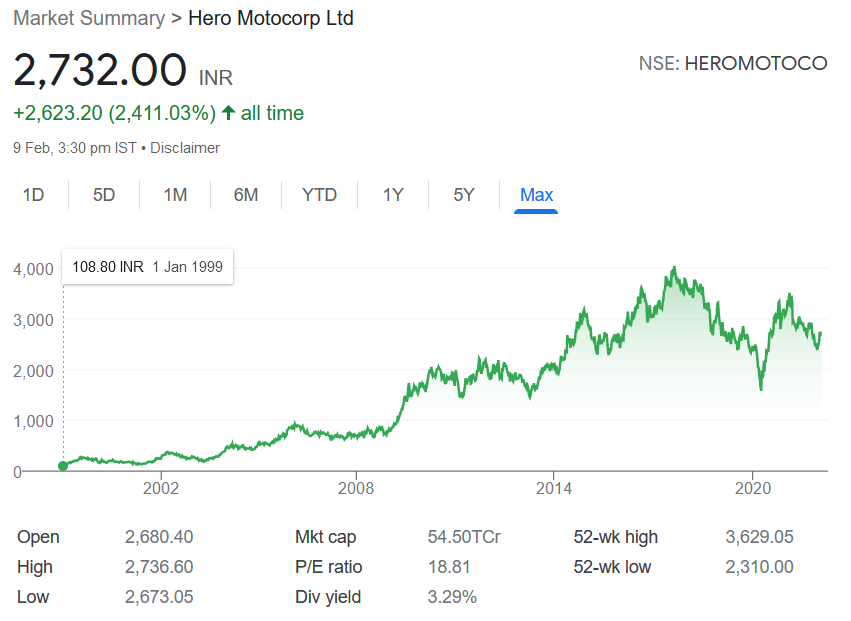 Market Summary > Hero Motocorp Ltd
2,732.00 INR
NSE: HEROMOTOCO
+2,623.20 (2,411.03%) ↑ all time
9 Feb, 3:30 pm IST • Disclaimer
1D 5D 1M 6M YTD 1Y 5Y Max
108.80 INR 1 Jan 1999
4,000
3,000
2,000
1,000
0
2002 2008 2014 2020
Open 2,680.40 Mkt cap 54.50TCr 52-wk high 3,629.05
High 2,736.60 P/E ratio 18.81 52-wk low 2,310.00
Low 2,673.05 Div yield 3.29%